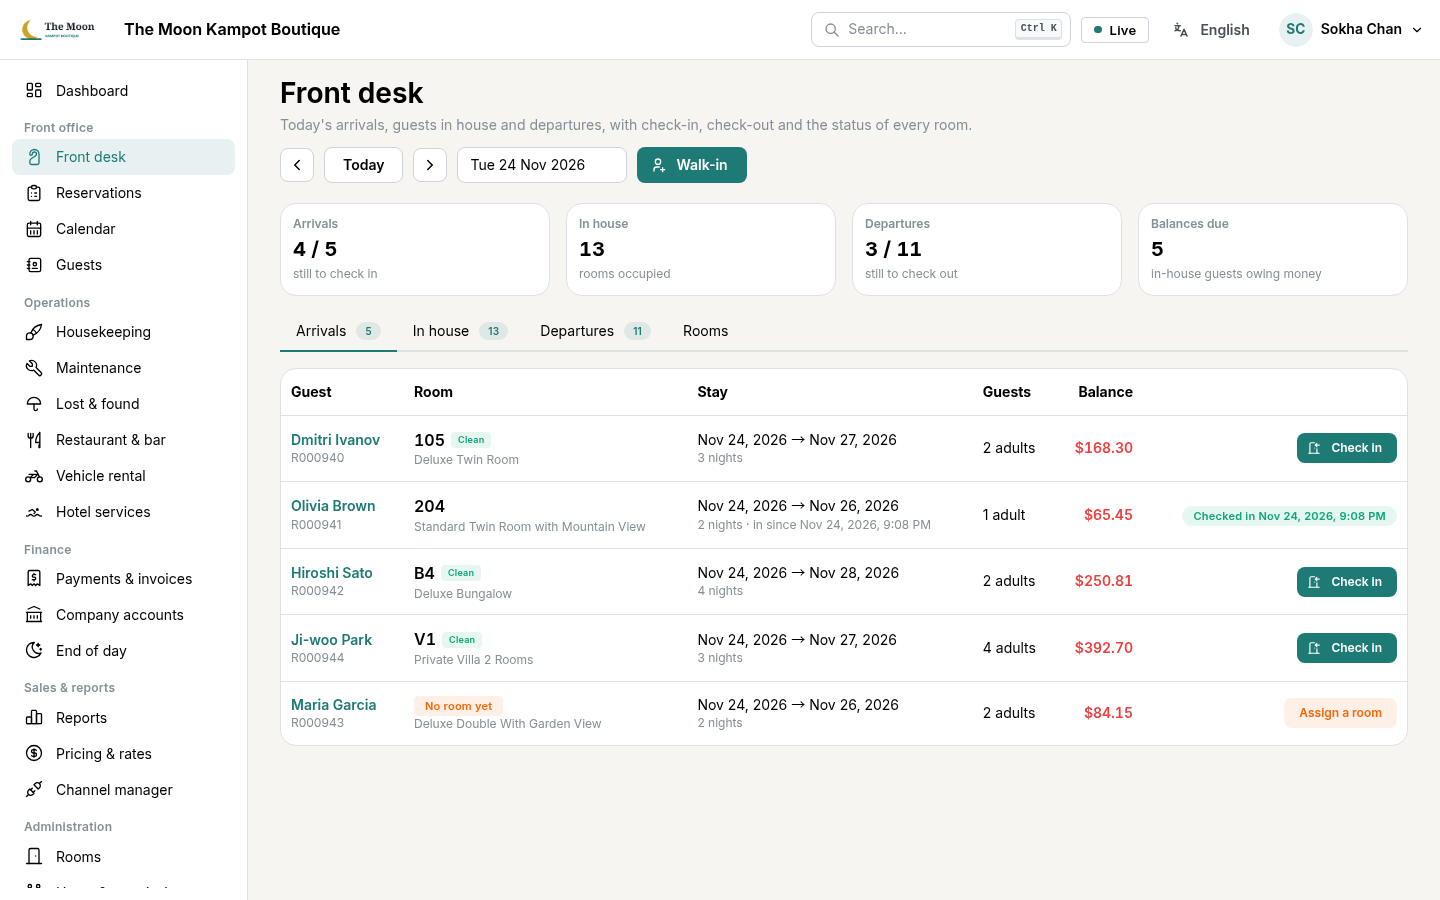 The Moon
KAMPOT BOUTIQUE
The Moon Kampot Boutique
Search...
Ctrl K
Live
English
SC
Sokha Chan
Dashboard
Front office
Front desk
Reservations
Calendar
Guests
Operations
Housekeeping
Maintenance
Lost & found
Restaurant & bar
Vehicle rental
Hotel services
Finance
Payments & invoices
Company accounts
End of day
Sales & reports
Reports
Pricing & rates
Channel manager
Administration
Rooms
Front desk
Today's arrivals, guests in house and departures, with check-in, check-out and the status of every room.
Today
Tue 24 Nov 2026
Walk-in
Arrivals
4 / 5
still to check in
In house
13
rooms occupied
Departures
3 / 11
still to check out
Balances due
5
in-house guests owing money
Arrivals 5
In house 13
Departures 11
Rooms
Guest Room Stay Guests Balance
Dmitri Ivanov 105 Clean Nov 24, 2026 → Nov 27, 2026 2 adults $168.30 Check in
R000940 Deluxe Twin Room 3 nights
Olivia Brown 204 Nov 24, 2026 → Nov 26, 2026 1 adult $65.45 Checked in Nov 24, 2026, 9:08 PM
R000941 Standard Twin Room with Mountain View 2 nights · in since Nov 24, 2026, 9:08 PM
Hiroshi Sato B4 Clean Nov 24, 2026 → Nov 28, 2026 2 adults $250.81 Check in
R000942 Deluxe Bungalow 4 nights
Ji-woo Park V1 Clean Nov 24, 2026 → Nov 27, 2026 4 adults $392.70 Check in
R000944 Private Villa 2 Rooms 3 nights
Maria Garcia No room yet Nov 24, 2026 → Nov 26, 2026 2 adults $84.15 Assign a room
R000943 Deluxe Double With Garden View 2 nights